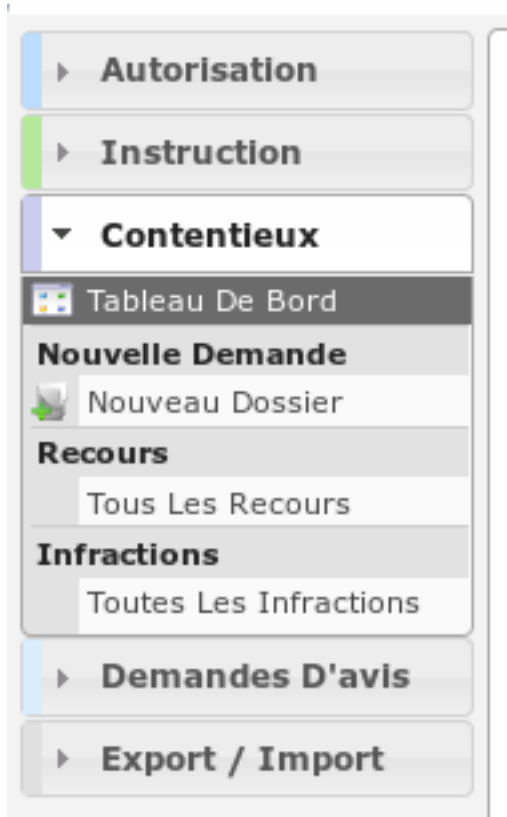 Autorisation
Instruction
Contentieux
Tableau De Bord
Nouvelle Demande
Nouveau Dossier
Recours
Tous Les Recours
Infractions
Toutes Les Infractions
Demandes D'avis
Export / Import